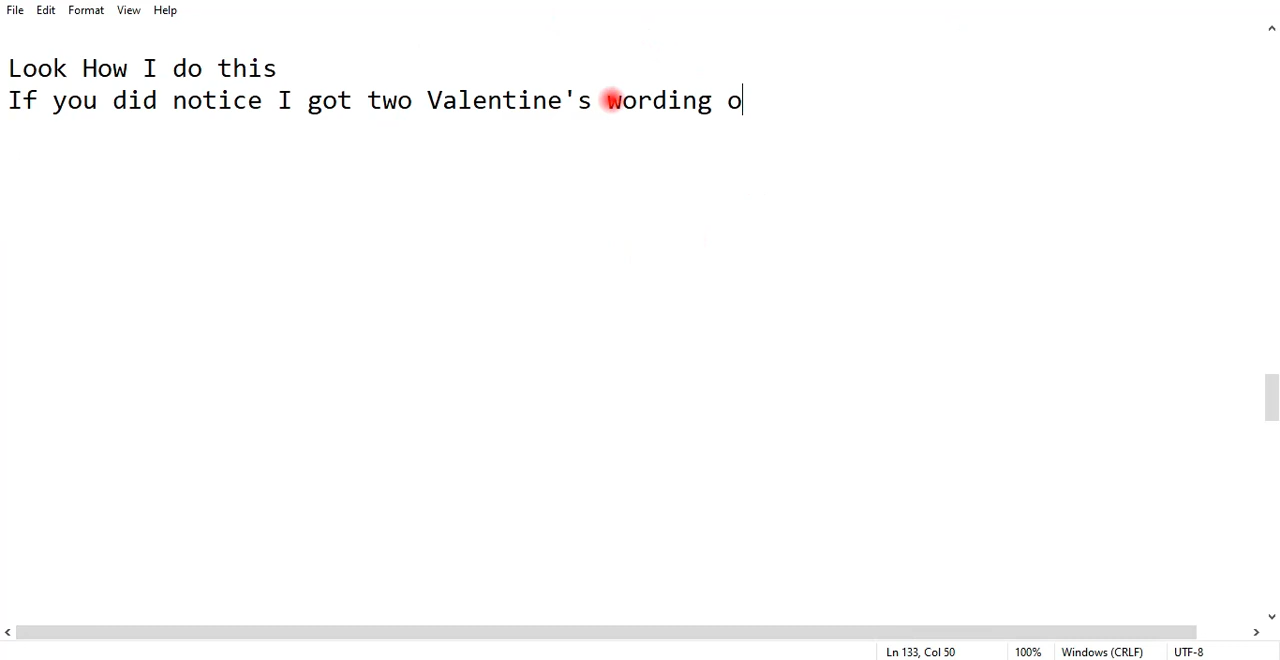 File Edit Format View Help
Look How I do this
If you did notice I got two Valentine's wording o
Ln 133, Col 50 100% Windows (CRLF) UTF-8